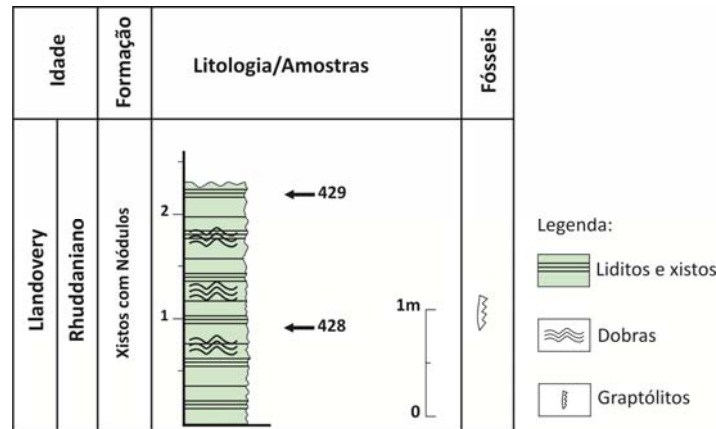 Idade
Formação
Litologia/Amostras
Fósseis
Llandovery
Rhuddaniano
Xistos com Nódulos
2
1
429
428
1m
0
Legenda:
Liditos e xistos
Dobras
Graptólitos